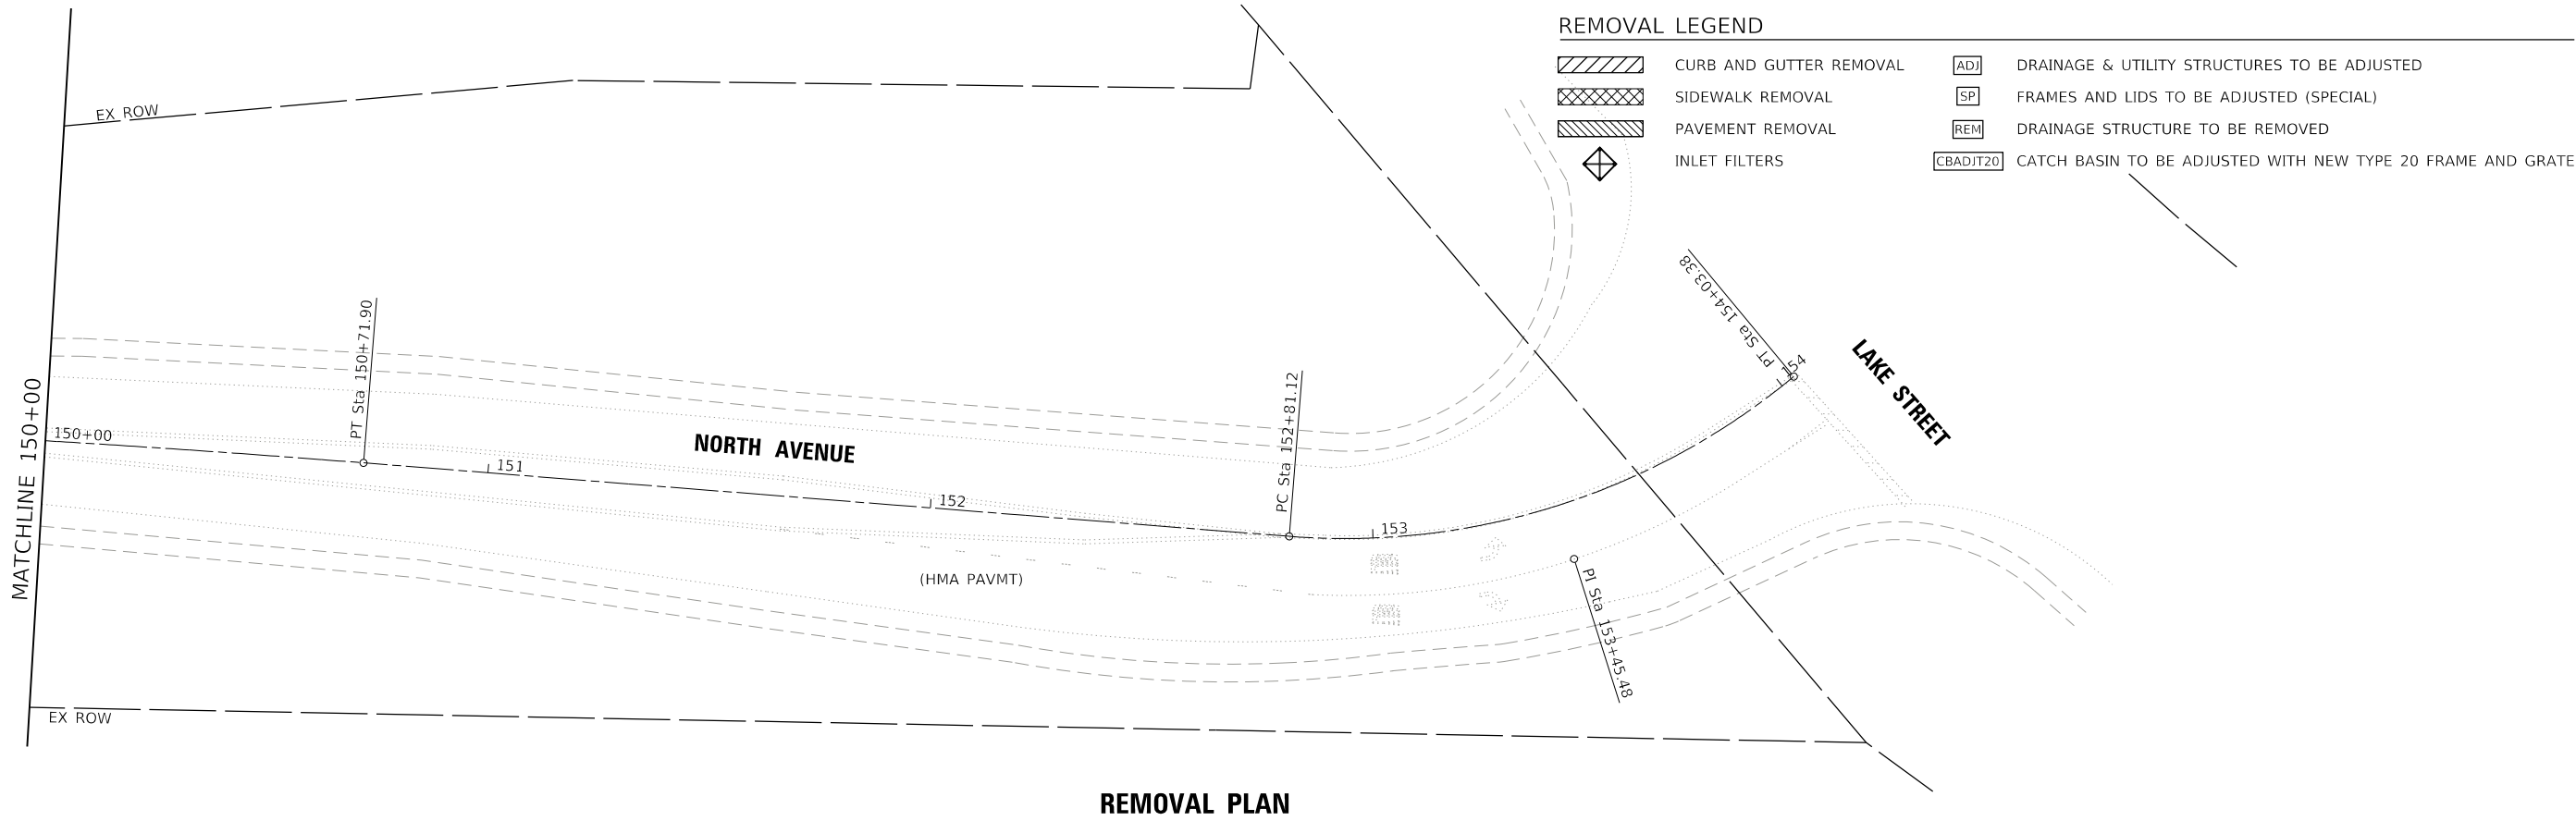 REMOVAL LEGEND
CURB AND GUTTER REMOVAL
ADJ DRAINAGE & UTILITY STRUCTURES TO BE ADJUSTED
SIDEWALK REMOVAL
SP FRAMES AND LIDS TO BE ADJUSTED (SPECIAL)
PAVEMENT REMOVAL
REM DRAINAGE STRUCTURE TO BE REMOVED
INLET FILTERS
CBADJT20 CATCH BASIN TO BE ADJUSTED WITH NEW TYPE 20 FRAME AND GRATE
EX ROW
MATCHLINE 150+00
150+00
PT Sta 150+71.90
151
NORTH AVENUE
152
PC Sta 152+81.12
153
PT Sta 154+03.38
154
LAKE STREET
(HMA PAVMT)
PI Sta 153+45.48
EX ROW
REMOVAL PLAN